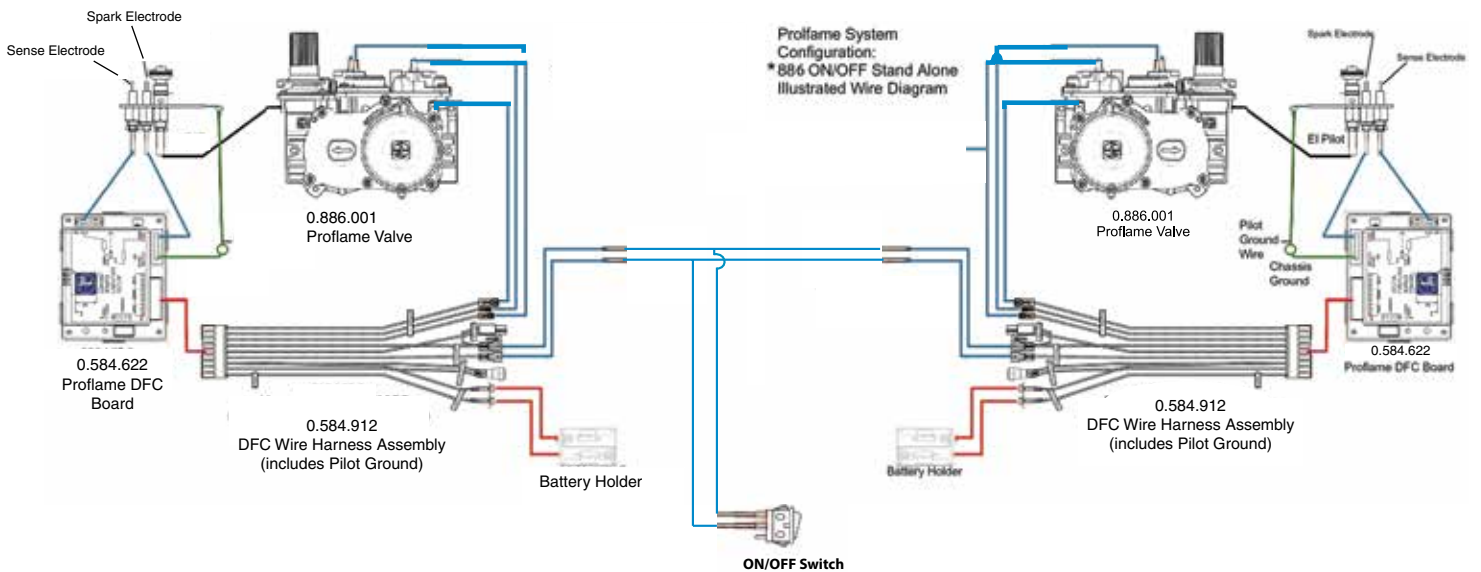 Spark Electrode
Sense Electrode
0.886.001
Proflame Valve
0.584.622
Proflame DFC
Board
0.584.912
DFC Wire Harness Assembly
(includes Pilot Ground)
Battery Holder
ON/OFF Switch
Prolfame System
Configuration:
*886 ON/OFF Stand Alone
Illustrated Wire Diagram
Spark Electrode
Sense Electrode
El Pilot
0.886.001
Proflame Valve
Pilot
Ground
Wire
Chassis
Ground
0.584.622
Proflame DFC Board
0.584.912
DFC Wire Harness Assembly
(includes Pilot Ground)
Battery Holder